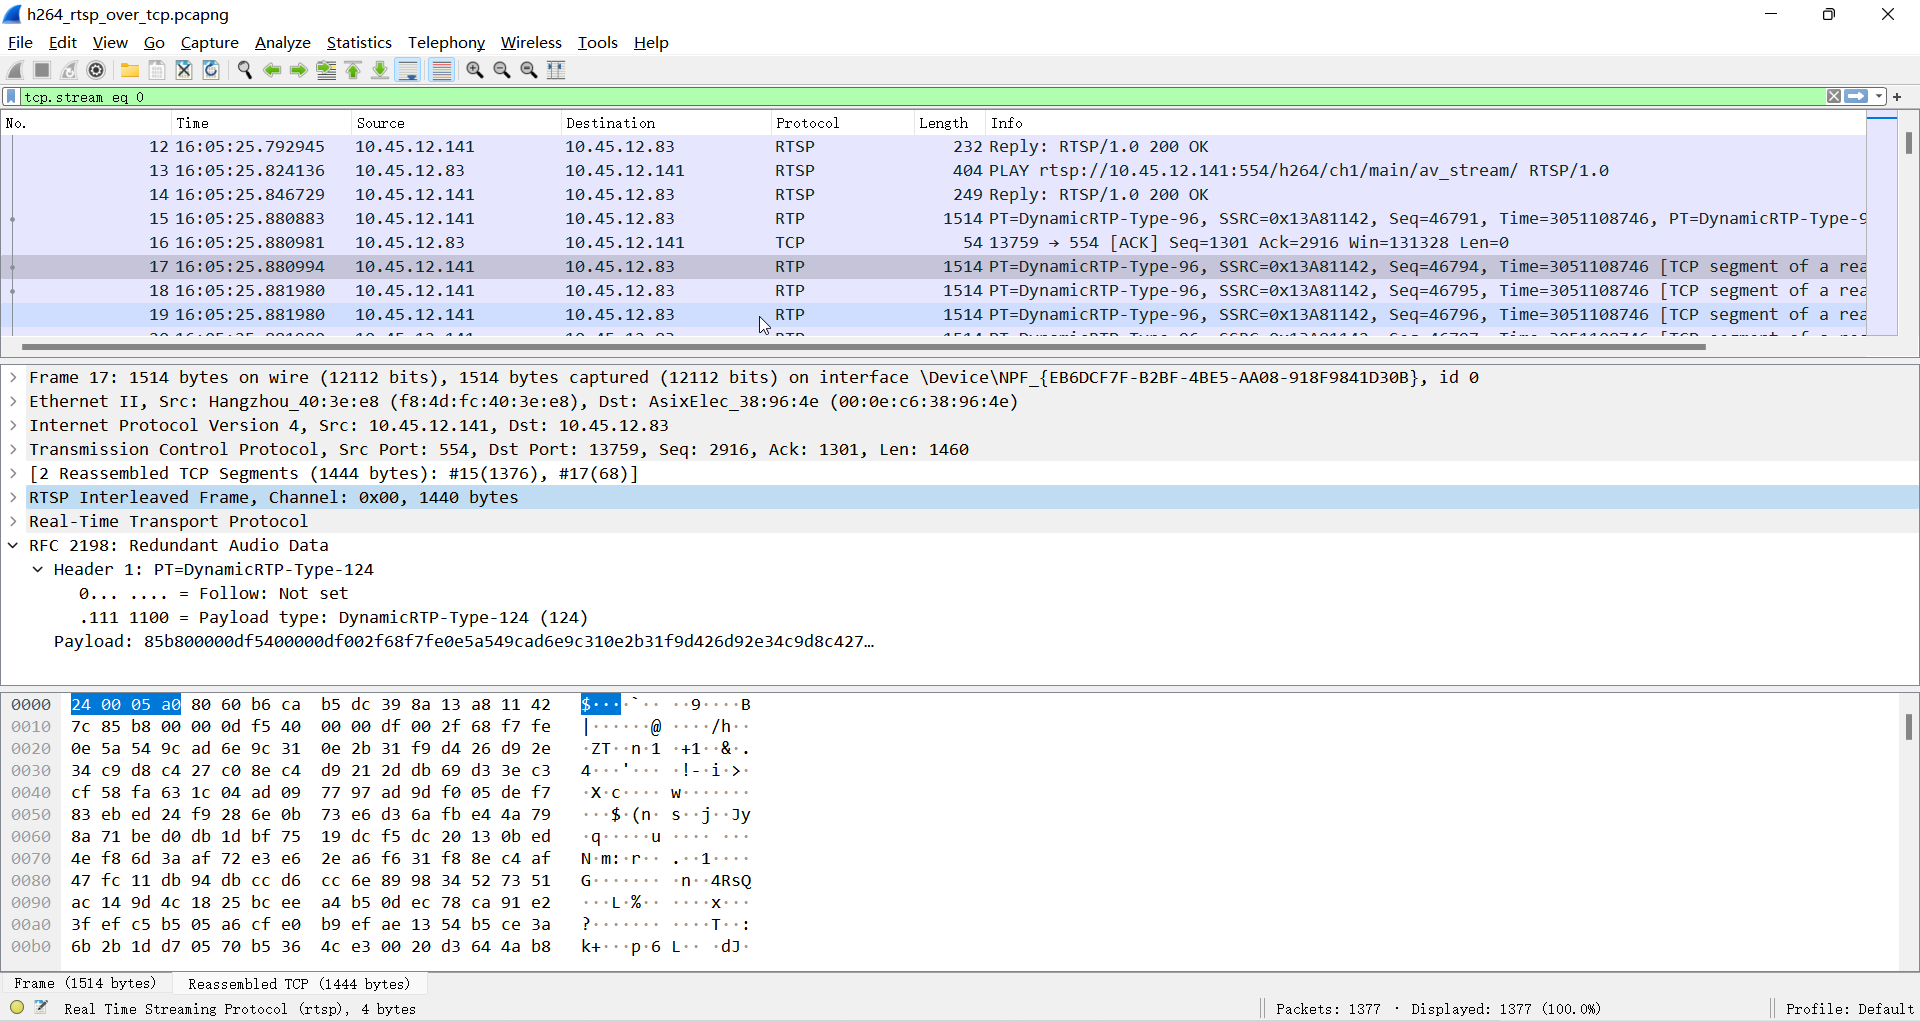 h264_rtsp_over_tcp.pcapng
File Edit View Go Capture Analyze Statistics Telephony Wireless Tools Help
tcp.stream eq 0
No. Time Source Destination Protocol Length Info
12 16:05:25.792945 10.45.12.141 10.45.12.83 RTSP 232 Reply: RTSP/1.0 200 OK
13 16:05:25.824136 10.45.12.83 10.45.12.141 RTSP 404 PLAY rtsp://10.45.12.141:554/h264/ch1/main/av_stream/ RTSP/1.0
14 16:05:25.846729 10.45.12.141 10.45.12.83 RTSP 249 Reply: RTSP/1.0 200 OK
15 16:05:25.880883 10.45.12.141 10.45.12.83 RTP 1514 PT=DynamicRTP-Type-96, SSRC=0x13A81142, Seq=46791, Time=3051108746, PT=DynamicRTP-Type-9
16 16:05:25.880981 10.45.12.83 10.45.12.141 TCP 54 13759 → 554 [ACK] Seq=1301 Ack=2916 Win=131328 Len=0
17 16:05:25.880994 10.45.12.141 10.45.12.83 RTP 1514 PT=DynamicRTP-Type-96, SSRC=0x13A81142, Seq=46794, Time=3051108746 [TCP segment of a rea
18 16:05:25.881980 10.45.12.141 10.45.12.83 RTP 1514 PT=DynamicRTP-Type-96, SSRC=0x13A81142, Seq=46795, Time=3051108746 [TCP segment of a rea
19 16:05:25.881980 10.45.12.141 10.45.12.83 RTP 1514 PT=DynamicRTP-Type-96, SSRC=0x13A81142, Seq=46796, Time=3051108746 [TCP segment of a rea
Frame 17: 1514 bytes on wire (12112 bits), 1514 bytes captured (12112 bits) on interface \Device\NPF_{EB6DCF7F-B2BF-4BE5-AA08-918F9841D30B}, id 0
Ethernet II, Src: Hangzhou_40:3e:e8 (f8:4d:fc:40:3e:e8), Dst: AsixElec_38:96:4e (00:0e:c6:38:96:4e)
Internet Protocol Version 4, Src: 10.45.12.141, Dst: 10.45.12.83
Transmission Control Protocol, Src Port: 554, Dst Port: 13759, Seq: 2916, Ack: 1301, Len: 1460
[2 Reassembled TCP Segments (1444 bytes): #15(1376), #17(68)]
RTSP Interleaved Frame, Channel: 0x00, 1440 bytes
Real-Time Transport Protocol
RFC 2198: Redundant Audio Data
Header 1: PT=DynamicRTP-Type-124
0... .... = Follow: Not set
.111 1100 = Payload type: DynamicRTP-Type-124 (124)
Payload: 85b800000df5400000df002f68f7fe0e5a549cad6e9c310e2b31f9d426d92e34c9d8c427…
0000 24 00 05 a0 80 60 b6 ca b5 dc 39 8a 13 a8 11 42 $····`·· ··9····B
0010 7c 85 b8 00 00 0d f5 40 00 00 df 00 2f 68 f7 fe |······@ ····/h··
0020 0e 5a 54 9c ad 6e 9c 31 0e 2b 31 f9 d4 26 d9 2e ·ZT··n·1 ·+1··&·.
0030 34 c9 d8 c4 27 c0 8e c4 d9 21 2d db 69 d3 3e c3 4···'··· ·!-·i·>·
0040 cf 58 fa 63 1c 04 ad 09 77 97 ad 9d f0 05 de f7 ·X·c···· w·······
0050 83 eb ed 24 f9 28 6e 0b 73 e6 d3 6a fb e4 4a 79 ···$·(n· s··j··Jy
0060 8a 71 be d0 db 1d bf 75 19 dc f5 dc 20 13 0b ed ·q·····u ···· ···
0070 4e f8 6d 3a af 72 e3 e6 2e a6 f6 31 f8 8e c4 af N·m:·r·· .··1····
0080 47 fc 11 db 94 db cc d6 cc 6e 89 98 34 52 73 51 G······· ·n··4RsQ
0090 ac 14 9d 4c 18 25 bc ee a4 b5 0d ec 78 ca 91 e2 ···L·%·· ····x···
00a0 3f ef c5 b5 05 a6 cf e0 b9 ef ae 13 54 b5 ce 3a ?······· ····T··:
00b0 6b 2b 1d d7 05 70 b5 36 4c e3 00 20 d3 64 4a b8 k+···p·6 L·· ·dJ·
Frame (1514 bytes) Reassembled TCP (1444 bytes)
Real Time Streaming Protocol (rtsp), 4 bytes Packets: 1377 · Displayed: 1377 (100.0%) Profile: Default